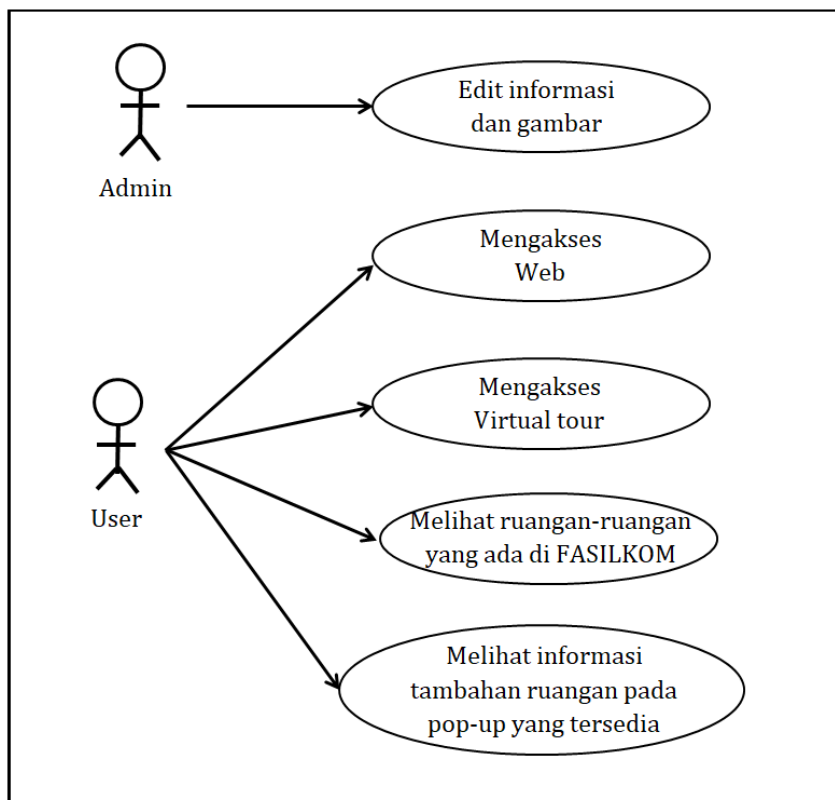 Edit informasi
dan gambar
Admin
Mengakses
Web
Mengakses
Virtual tour
User
Melihat ruangan-ruangan
yang ada di FASILKOM
Melihat informasi
tambahan ruangan pada
pop-up yang tersedia